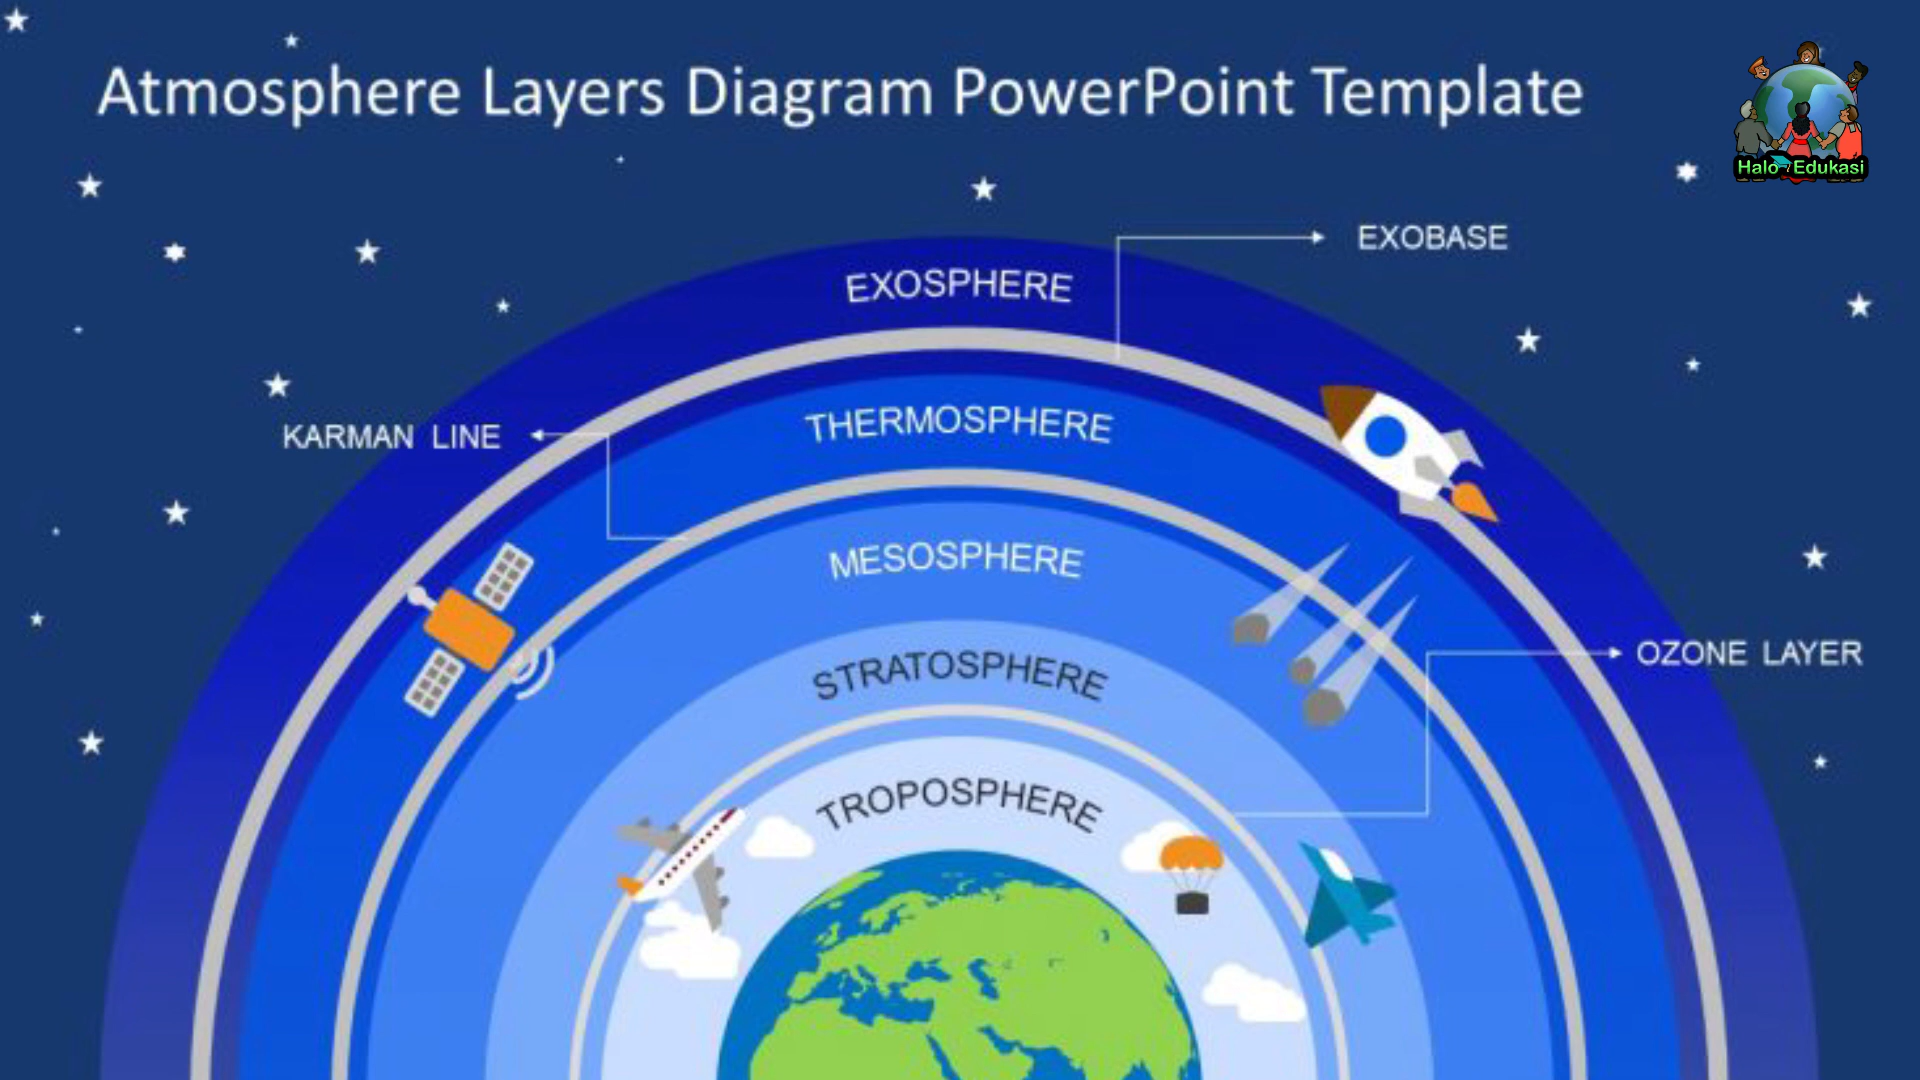 Atmosphere Layers Diagram PowerPoint Template
Halo Edukasi
EXOBASE
EXOSPHERE
THERMOSPHERE
KARMAN LINE
MESOSPHERE
STRATOSPHERE
OZONE LAYER
TROPOSPHERE